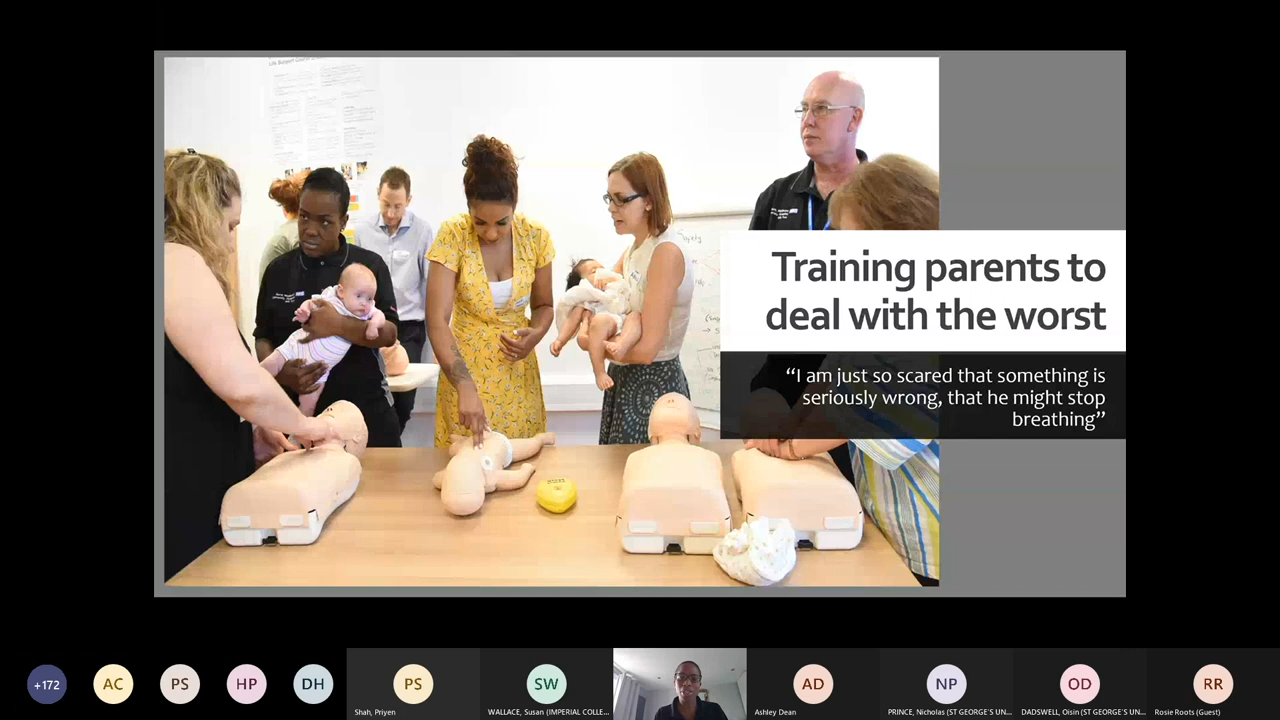 Training parents to
deal with the worst
“I am just so scared that something is
seriously wrong, that he might stop
breathing”
+172
AC
PS
HP
DH
PS
Shah, Priyen
SW
WALLACE, Susan (IMPERIAL COLLE...
AD
Ashley Dean
NP
PRINCE, Nicholas (ST GEORGE'S UN...
OD
DADSWELL, Oisin (ST GEORGE'S UN...
RR
Rosie Roots (Guest)